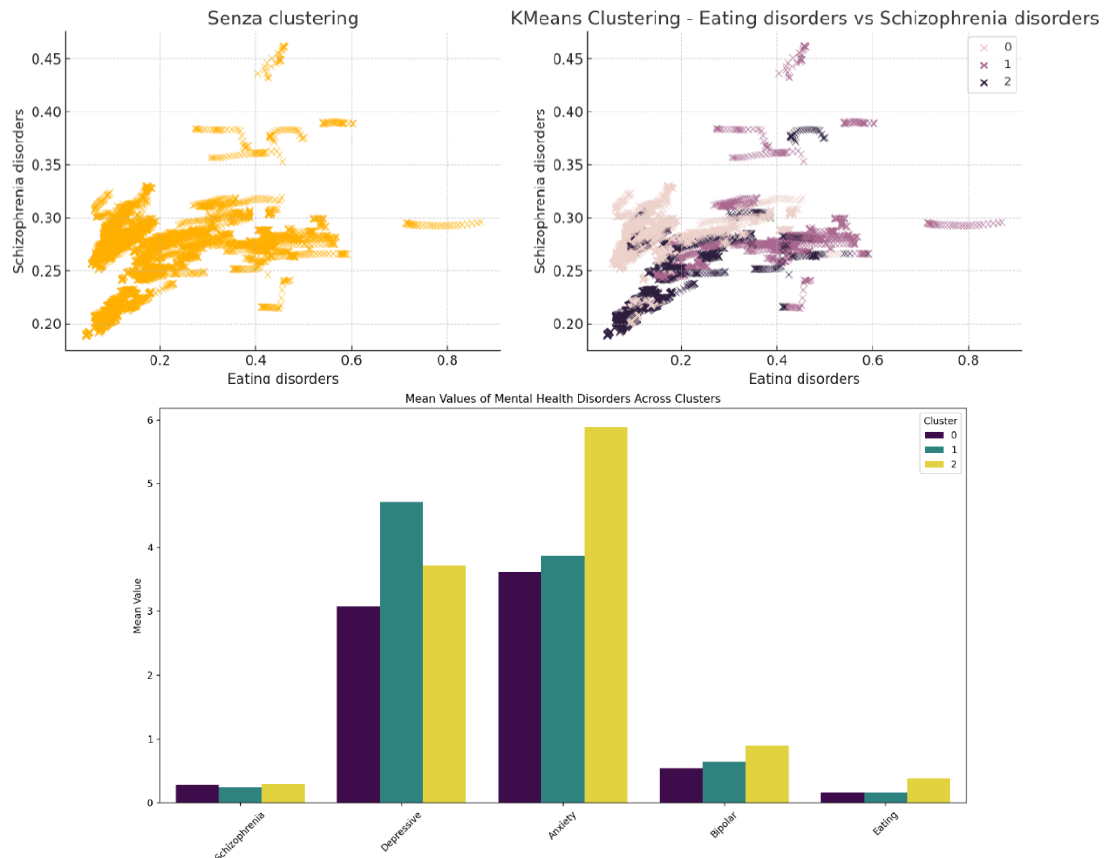 Senza clustering
Schizophrenia disorders
0.45
0.40
0.35
0.30
0.25
0.20
0.2
0.4
0.6
0.8
Eating disorders
KMeans Clustering - Eating disorders vs Schizophrenia disorders
0
1
2
Schizophrenia disorders
0.45
0.40
0.35
0.30
0.25
0.20
0.2
0.4
0.6
0.8
Eating disorders
Mean Values of Mental Health Disorders Across Clusters
Cluster
0
1
2
Mean Value
6
5
4
3
2
1
0
Schizophrenia
Depressive
Anxiety
Bipolar
Eating